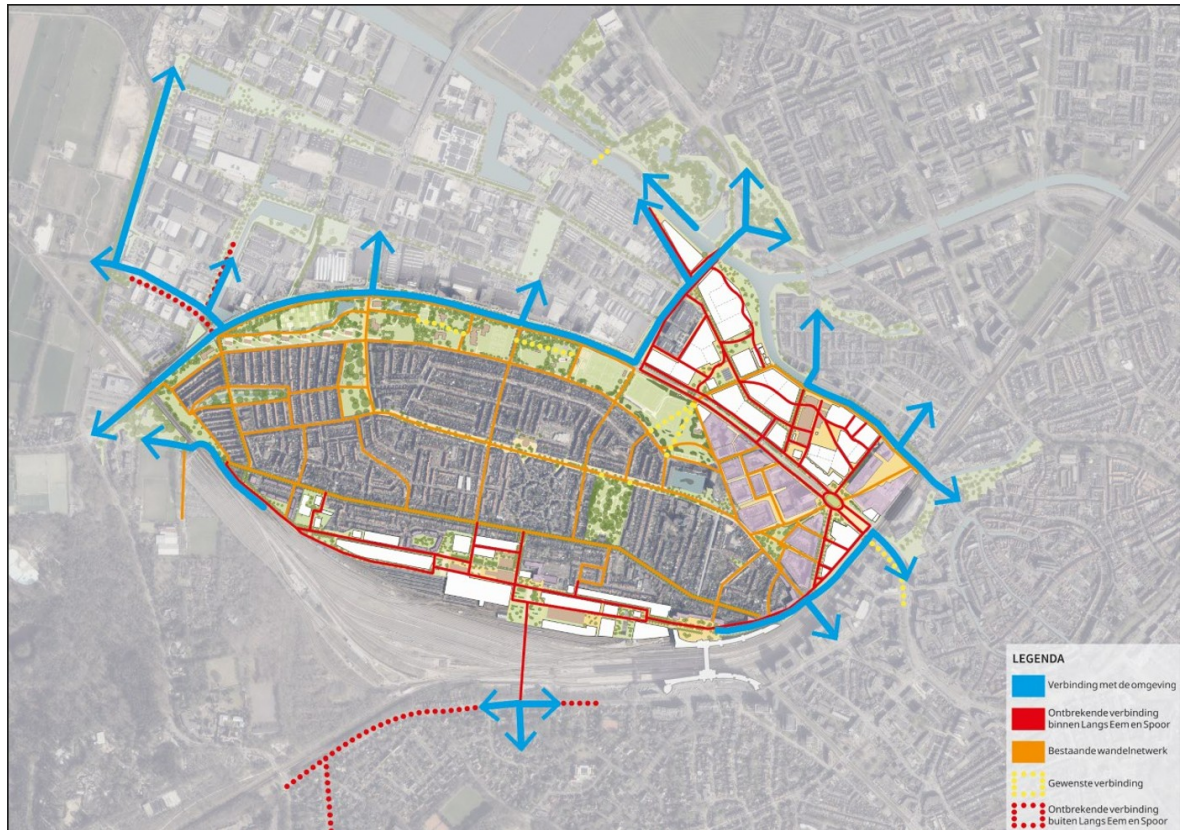 LEGENDA
Verbinding met de omgeving
Ontbrekende verbinding
binnen Langs Eem en Spoor
Bestaande wandelnetwerk
Gewenste verbinding
Ontbrekende verbinding
buiten Langs Eem en Spoor